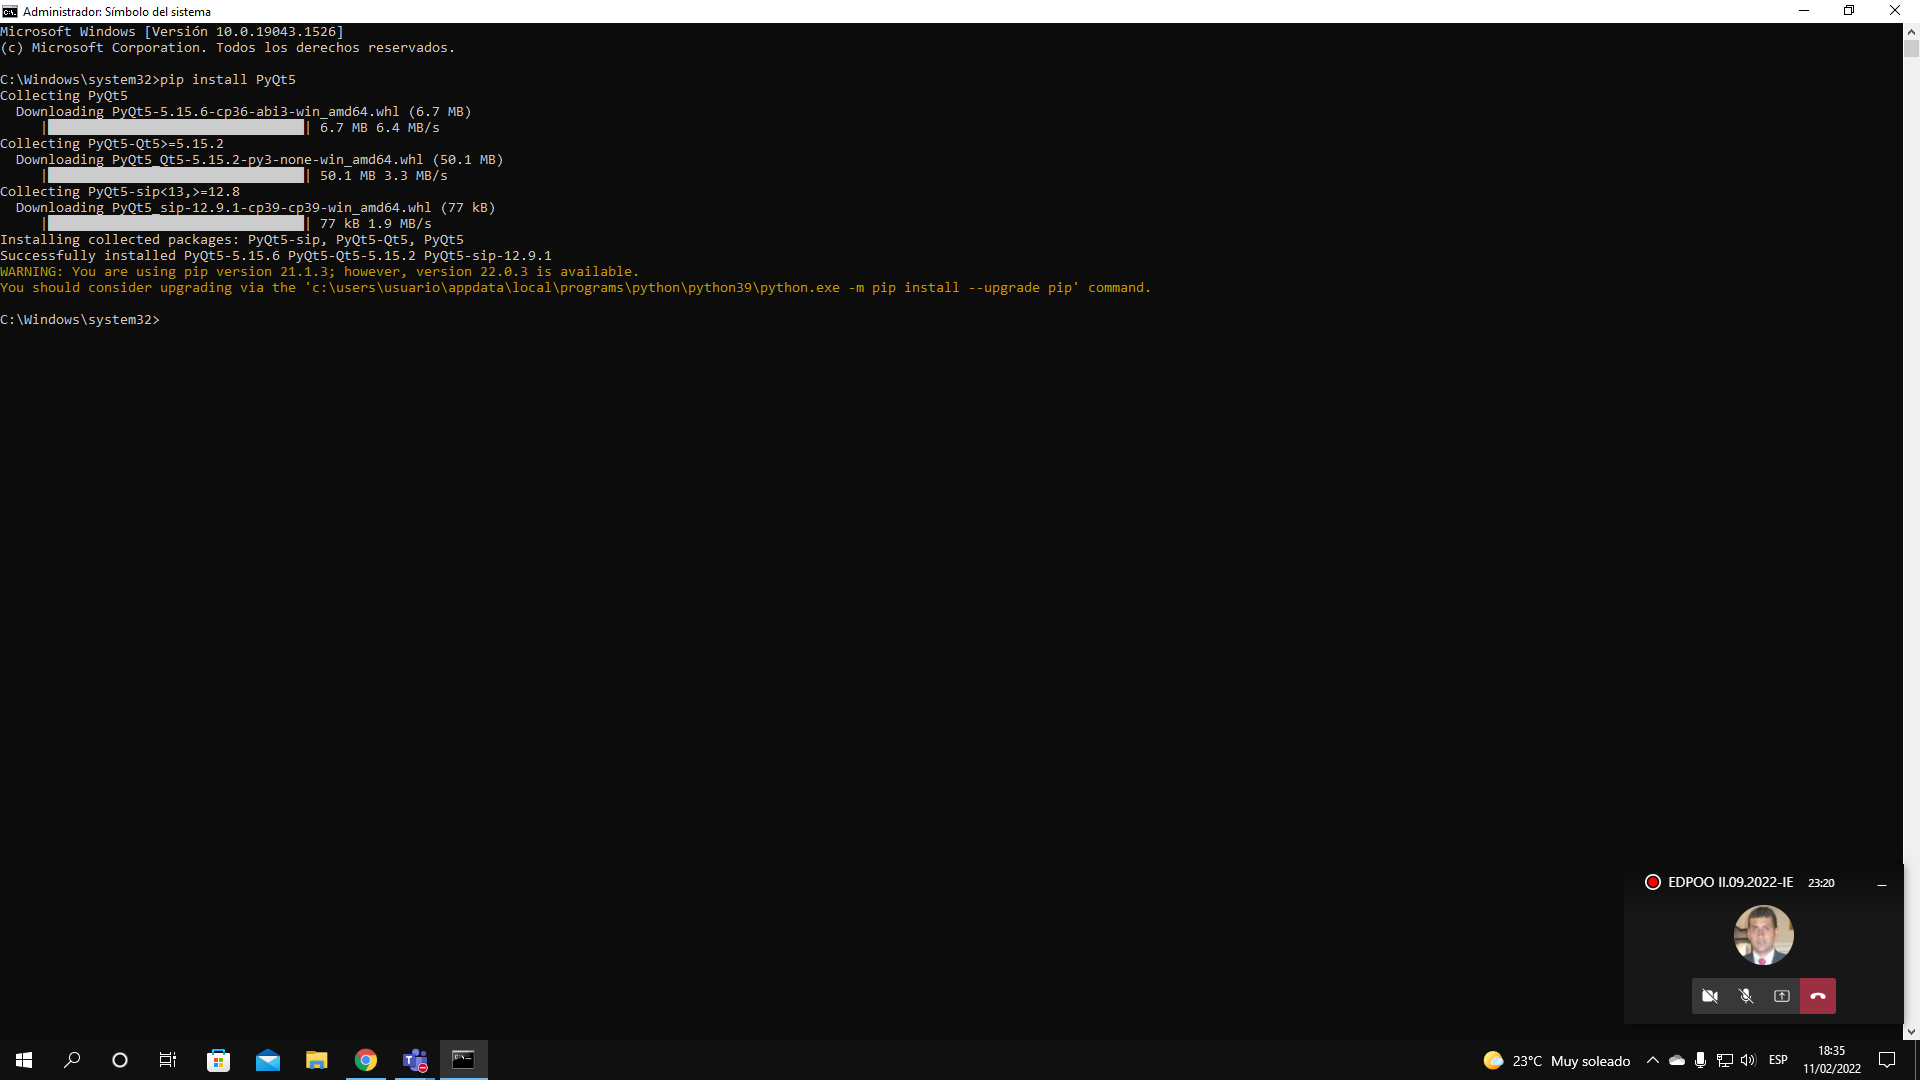 Administrador: Símbolo del sistema
Microsoft Windows [Versión 10.0.19043.1526]
(c) Microsoft Corporation. Todos los derechos reservados.
C:\Windows\system32>pip install PyQt5
Collecting PyQt5
Downloading PyQt5-5.15.6-cp36-abi3-win_amd64.whl (6.7 MB)
| | 6.7 MB 6.4 MB/s
Collecting PyQt5-Qt5>=5.15.2
Downloading PyQt5_Qt5-5.15.2-py3-none-win_amd64.whl (50.1 MB)
| | 50.1 MB 3.3 MB/s
Collecting PyQt5-sip<13,>=12.8
Downloading PyQt5_sip-12.9.1-cp39-cp39-win_amd64.whl (77 kB)
| | 77 kB 1.9 MB/s
Installing collected packages: PyQt5-sip, PyQt5-Qt5, PyQt5
Successfully installed PyQt5-5.15.6 PyQt5-Qt5-5.15.2 PyQt5-sip-12.9.1
WARNING: You are using pip version 21.1.3; however, version 22.0.3 is available.
You should consider upgrading via the 'c:\users\usuario\appdata\local\programs\python\python39\python.exe -m pip install --upgrade pip' command.
C:\Windows\system32>
EDPOO II.09.2022-IE 23:20
23°C Muy soleado
ESP
18:35
11/02/2022